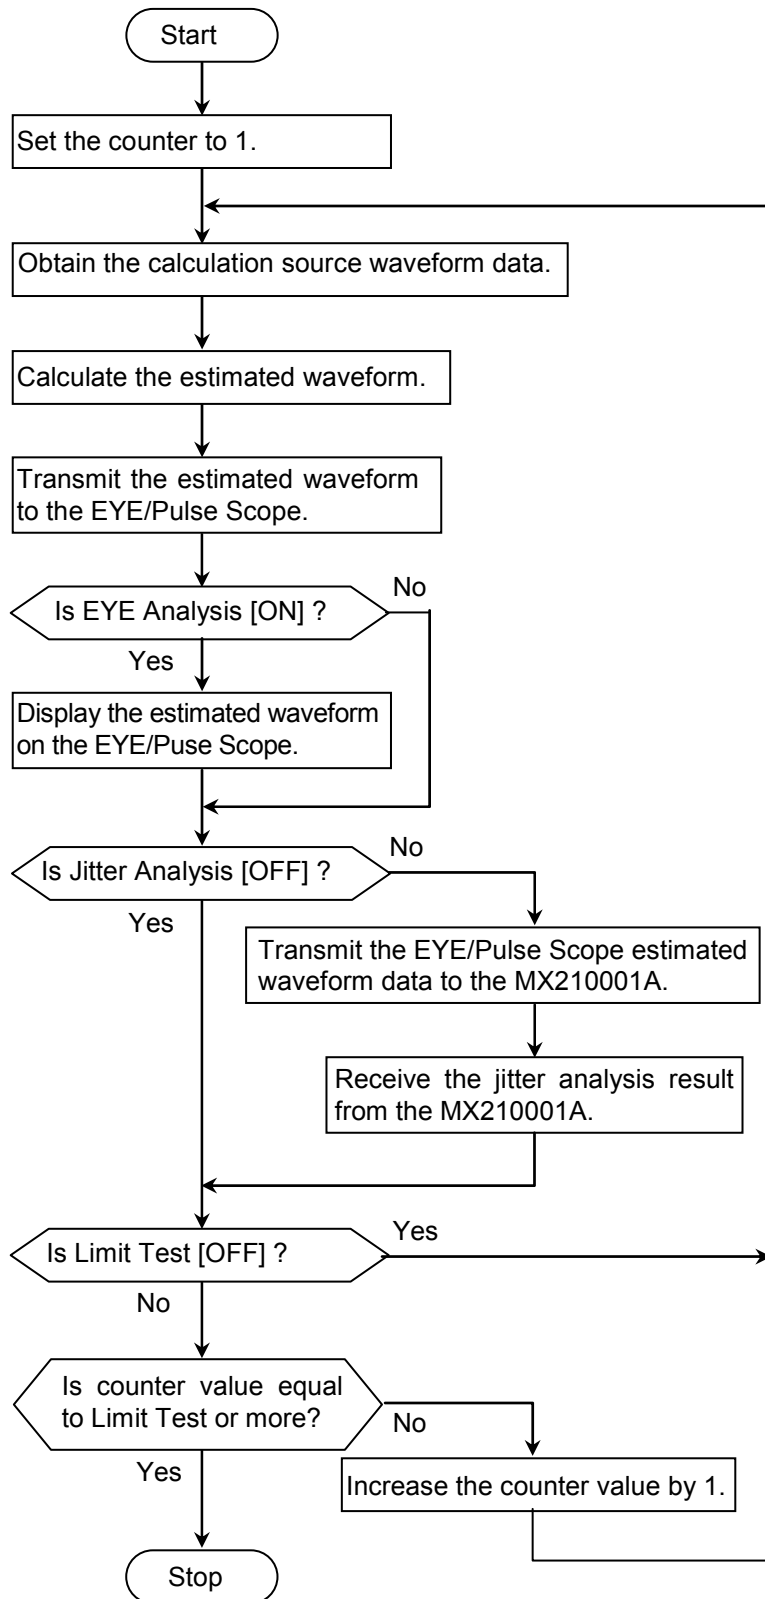 Start
Set the counter to 1.
Obtain the calculation source waveform data.
Calculate the estimated waveform.
Transmit the estimated waveform
to the EYE/Pulse Scope.
Is EYE Analysis [ON] ?
No
Yes
Display the estimated waveform
on the EYE/Puse Scope.
Is Jitter Analysis [OFF] ?
No
Yes
Transmit the EYE/Pulse Scope estimated
waveform data to the MX210001A.
Receive the jitter analysis result
from the MX210001A.
Is Limit Test [OFF] ?
Yes
No
Is counter value equal
to Limit Test or more?
No
Yes
Increase the counter value by 1.
Stop